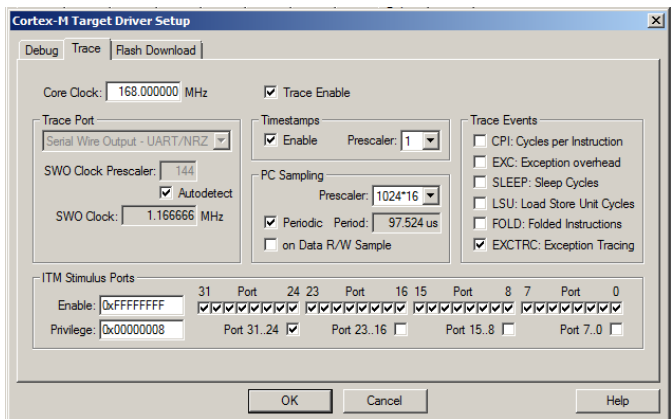 Cortex-M Target Driver Setup
Debug Trace Flash Download
Core Clock: 168.000000 MHz
Trace Enable
Trace Port
Serial Wire Output - UART/NRZ
SWO Clock Prescaler: 144
Autodetect
SWO Clock: 1.166666 MHz
Timestamps
Enable Prescaler: 1
PC Sampling
Prescaler: 1024*16
Periodic Period: 97.524 us
on Data R/W Sample
Trace Events
CPI: Cycles per Instruction
EXC: Exception overhead
SLEEP: Sleep Cycles
LSU: Load Store Unit Cycles
FOLD: Folded Instructions
EXCTRC: Exception Tracing
ITM Stimulus Ports
31 Port 24 23 Port 16 15 Port 8 7 Port 0
Enable: 0xFFFFFFFF
Privilege: 0x00000008 Port 31..24 Port 23..16 Port 15..8 Port 7..0
OK Cancel Help